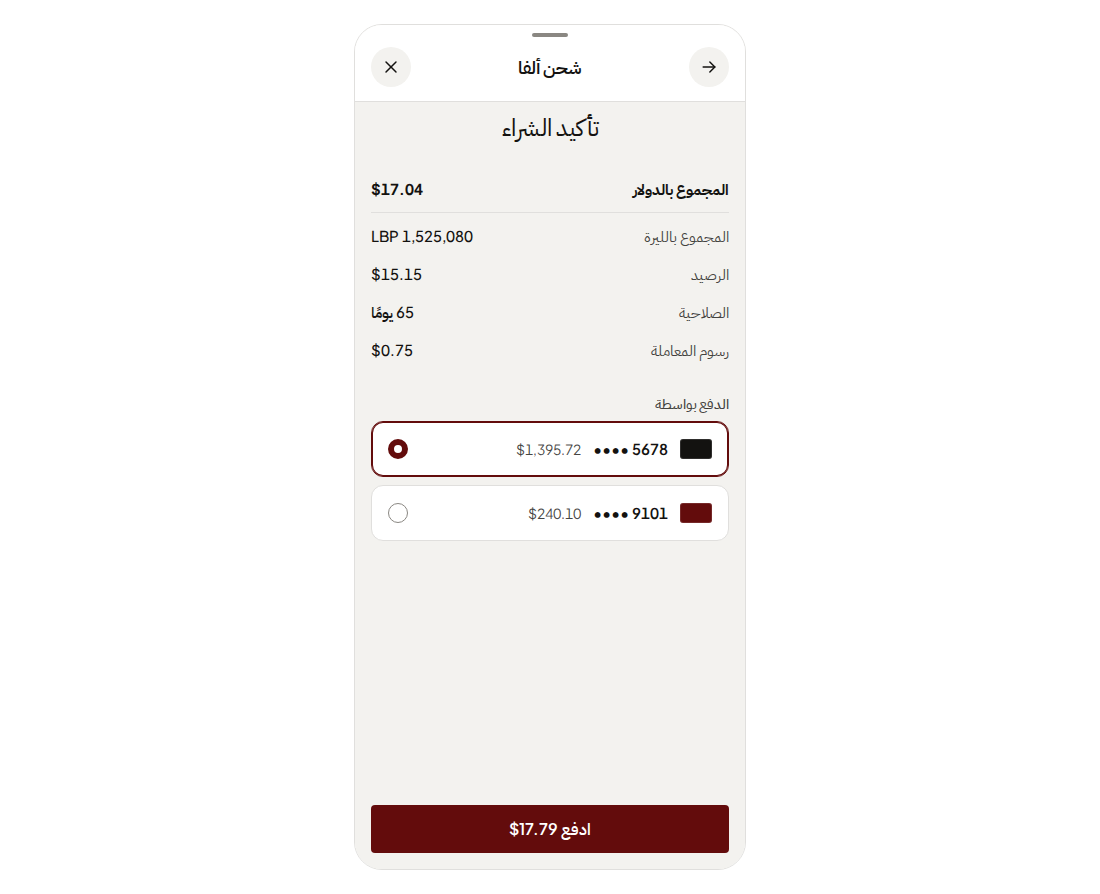 شحن ألفا
تأكيد الشراء
المجموع بالدولار $17.04
المجموع بالليرة LBP 1,525,080
الرصيد $15.15
الصلاحية 65 يومًا
رسوم المعاملة $0.75
الدفع بواسطة
•••• 5678 $1,395.72
•••• 9101 $240.10
ادفع $17.79